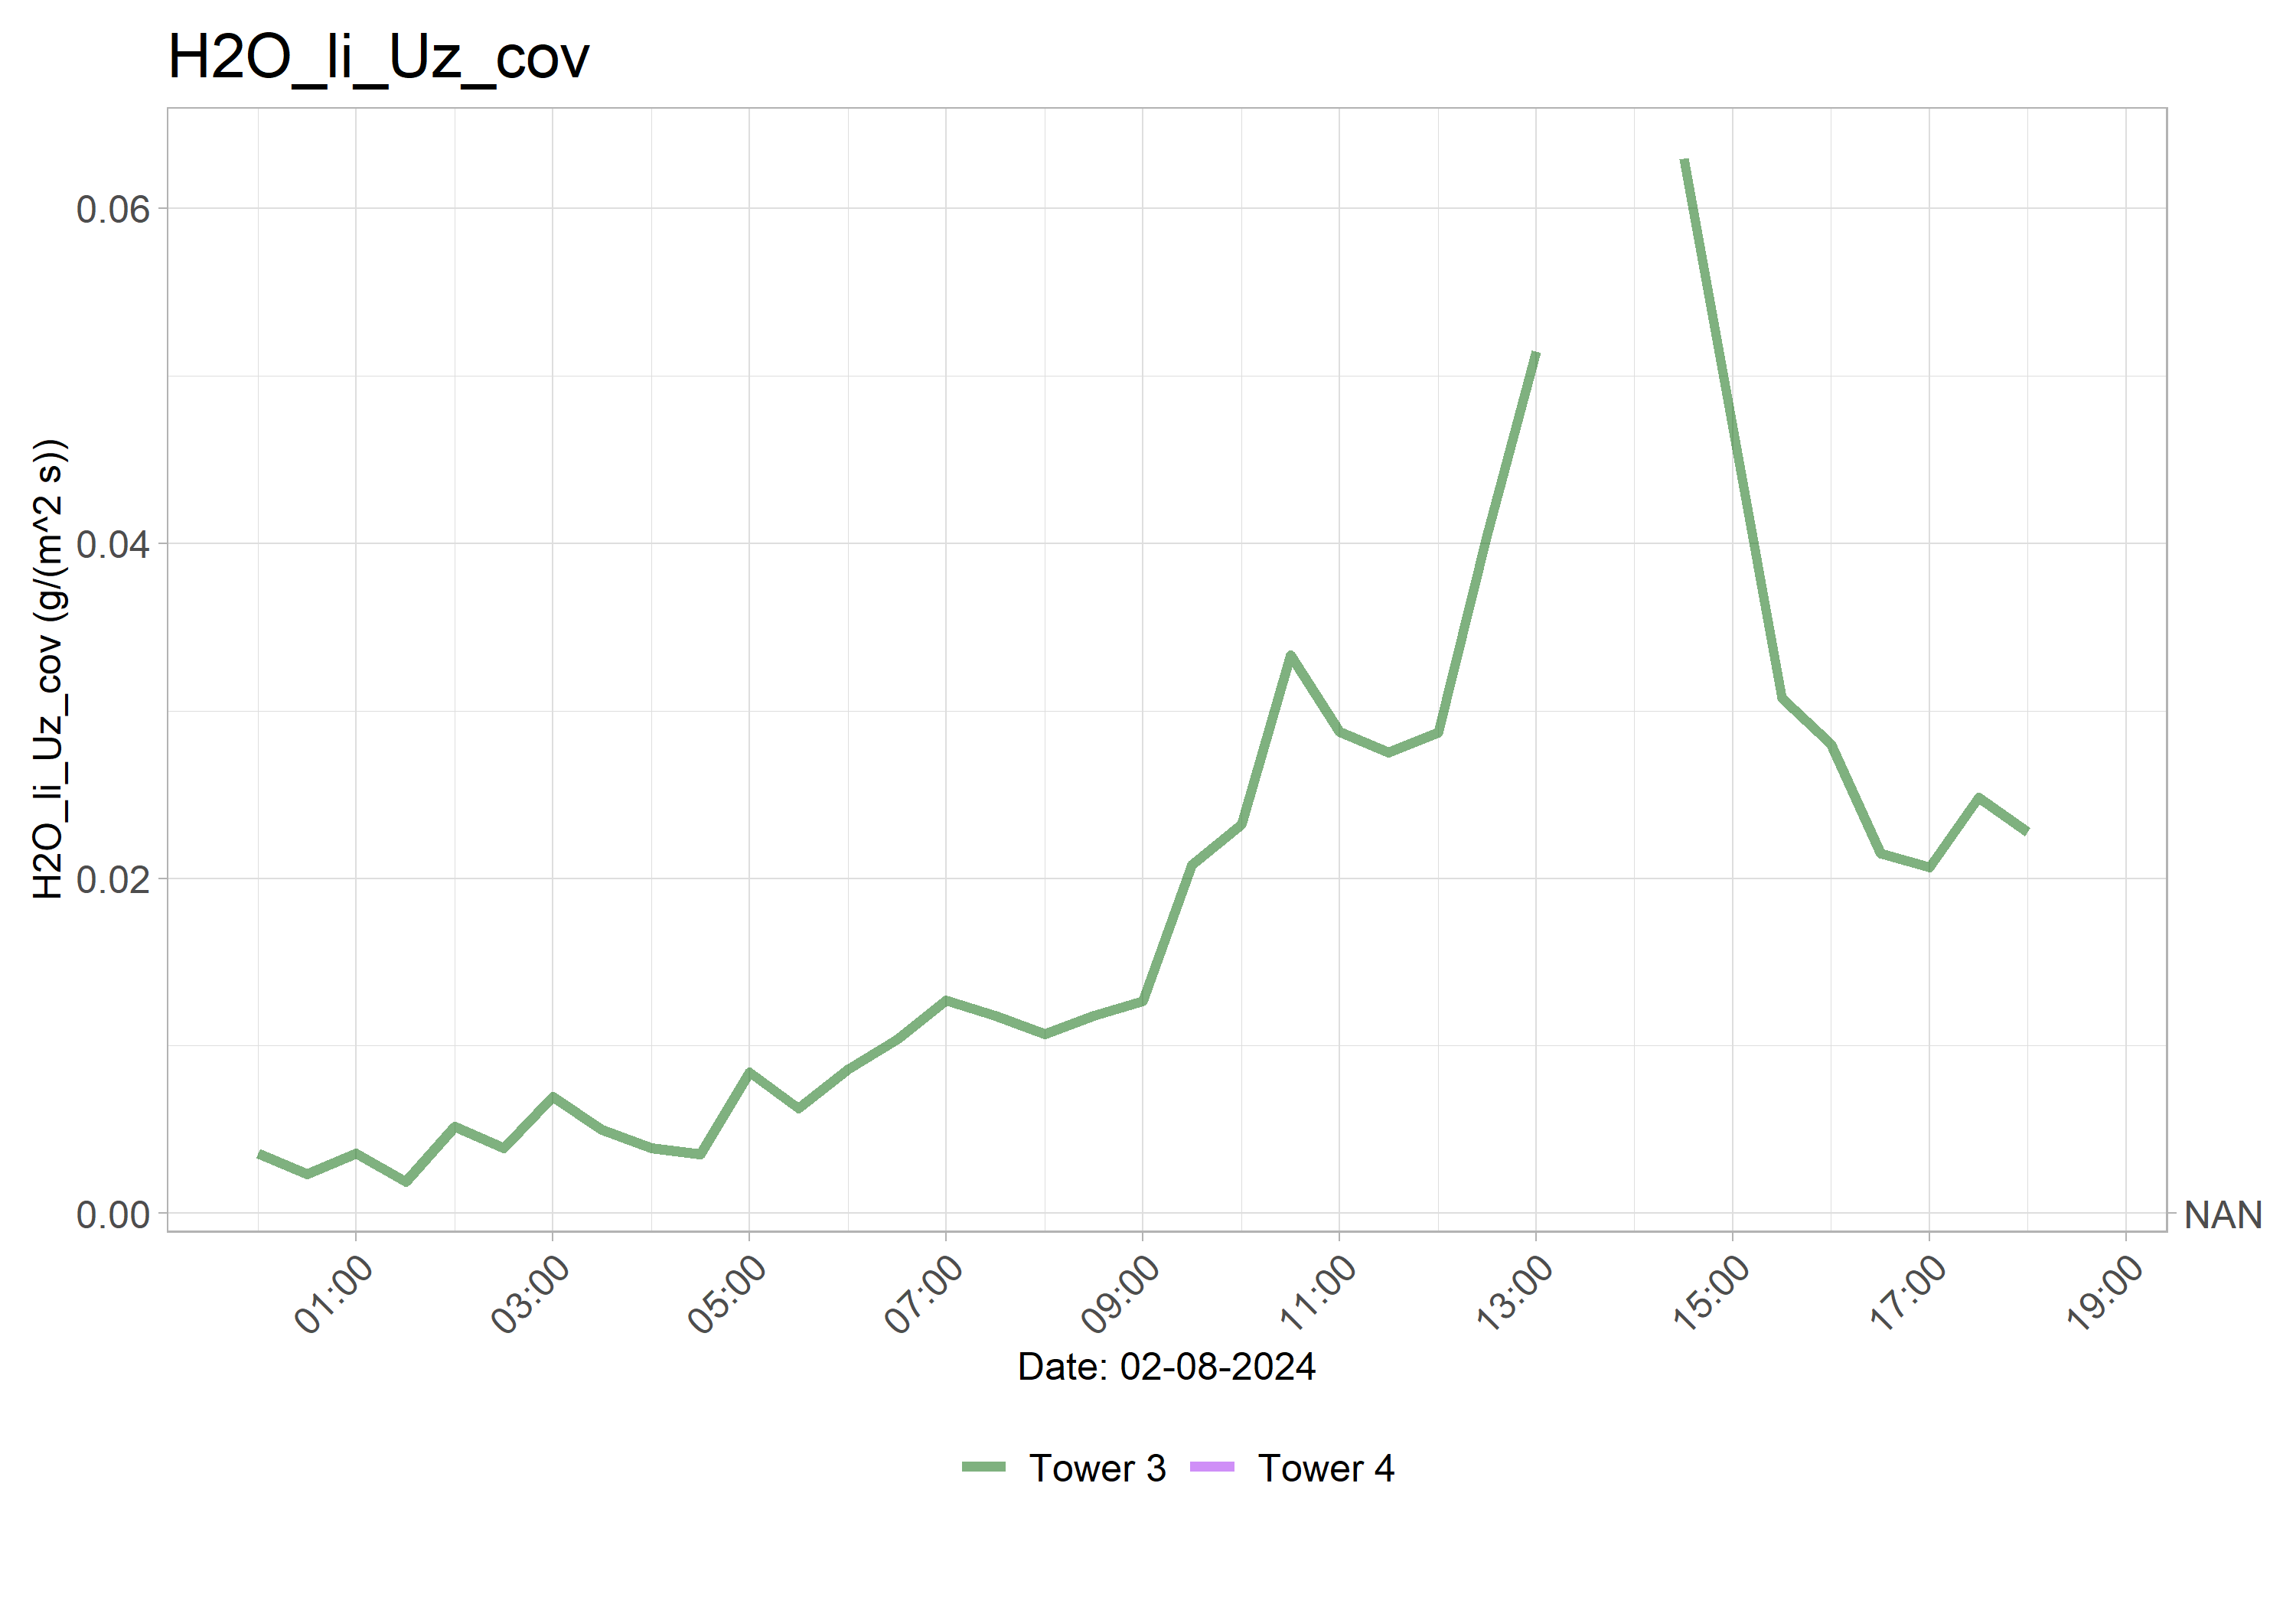 H2O_li_Uz_cov
H2O_li_Uz_cov (g/(m^2 s))
0.06
0.04
0.02
0.00
NAN
01:00 03:00 05:00 07:00 09:00 11:00 13:00 15:00 17:00 19:00
Date: 02-08-2024
Tower 3 Tower 4